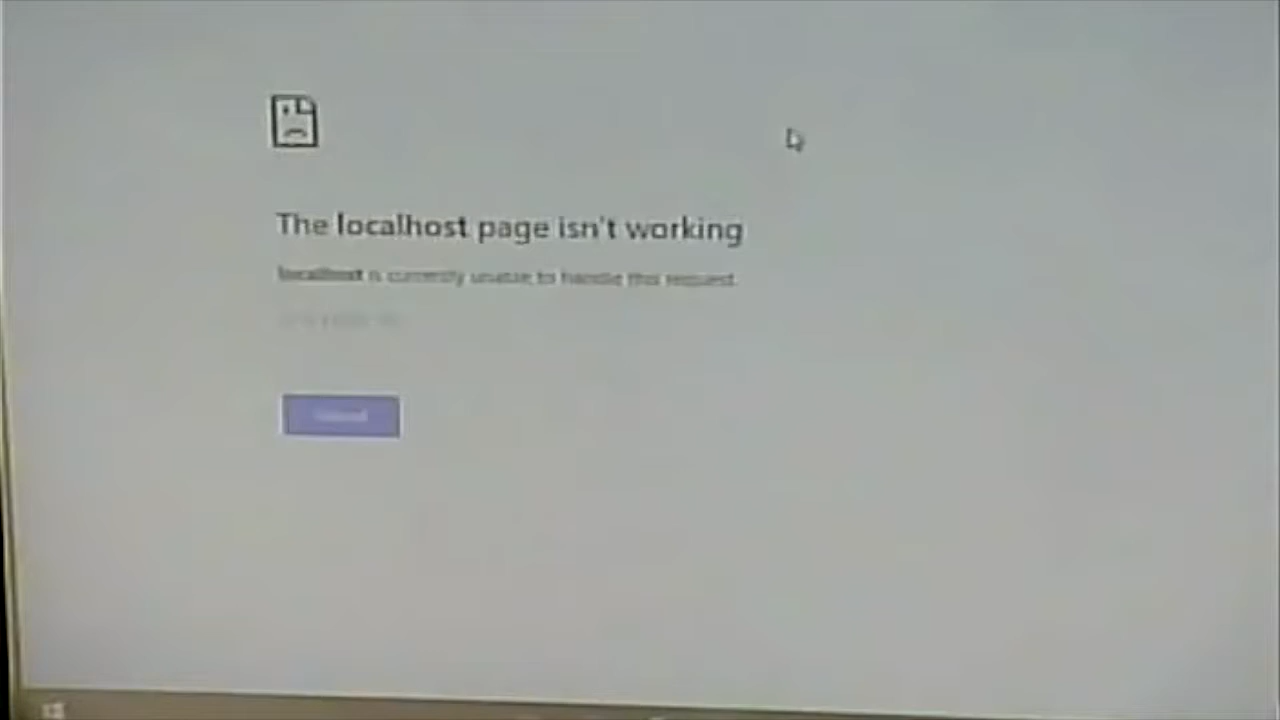 The localhost page isn't working
localhost is currently unable to handle this request.